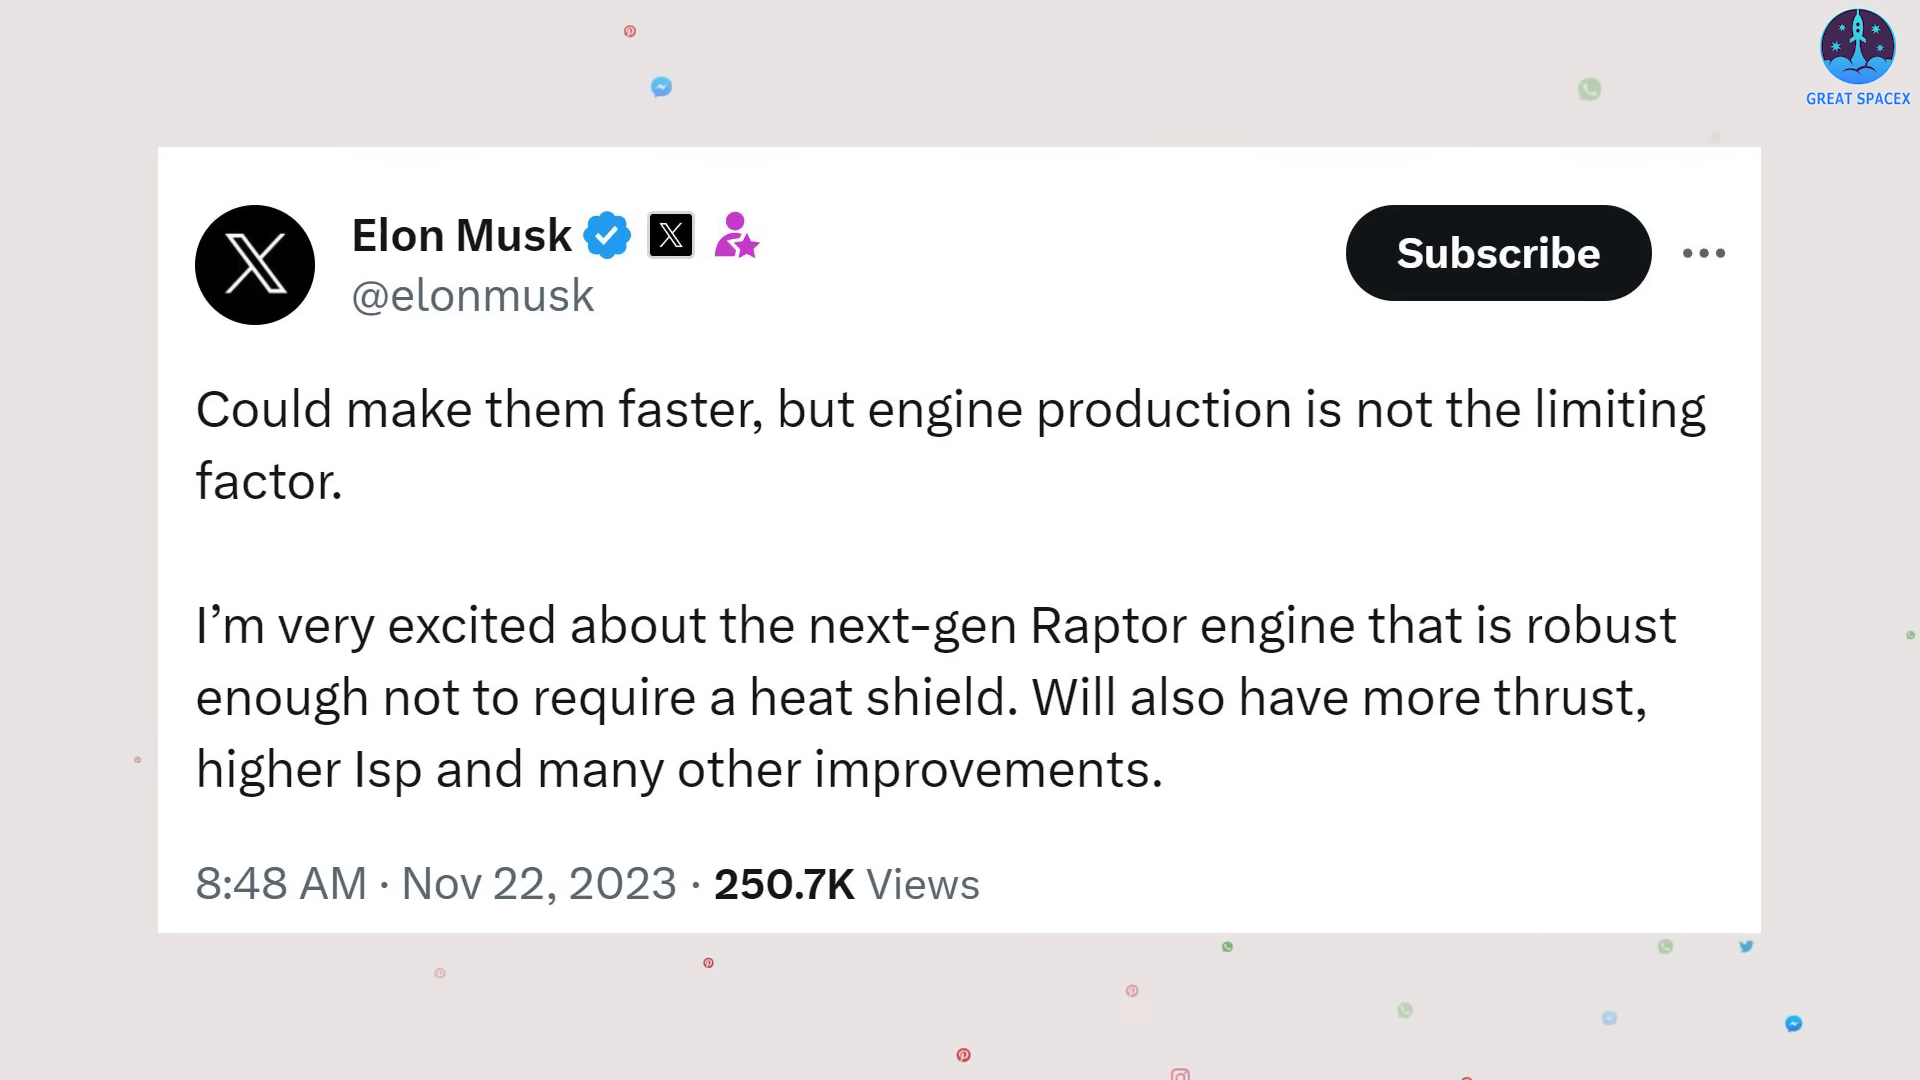 GREAT SPACEX
Elon Musk
@elonmusk
Subscribe
Could make them faster, but engine production is not the limiting
factor.
I’m very excited about the next-gen Raptor engine that is robust
enough not to require a heat shield. Will also have more thrust,
higher Isp and many other improvements.
8:48 AM · Nov 22, 2023 · 250.7K Views